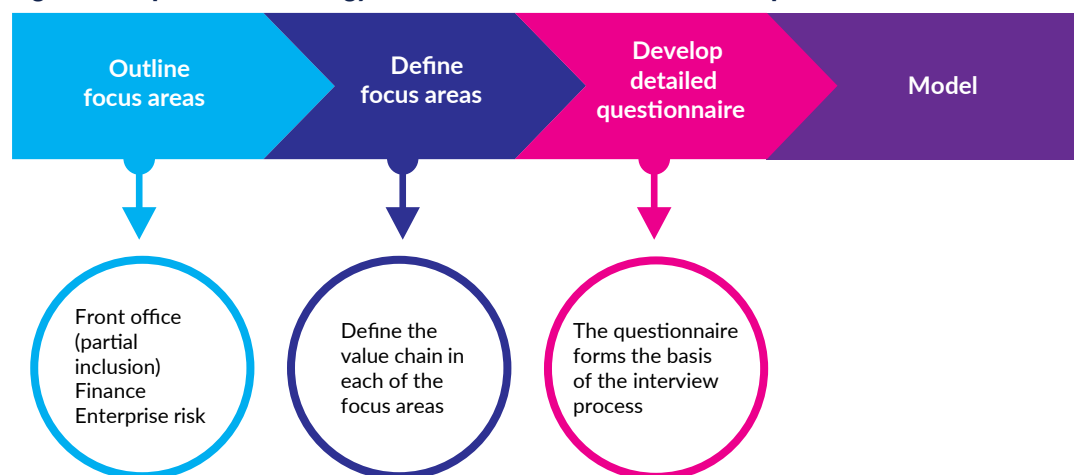 Outline
focus areas
Define
focus areas
Develop
detailed
questionnaire
Model
Front office
(partial
inclusion)
Finance
Enterprise risk
Define the
value chain in
each of the
focus areas
The questionnaire
forms the basis
of the interview
process